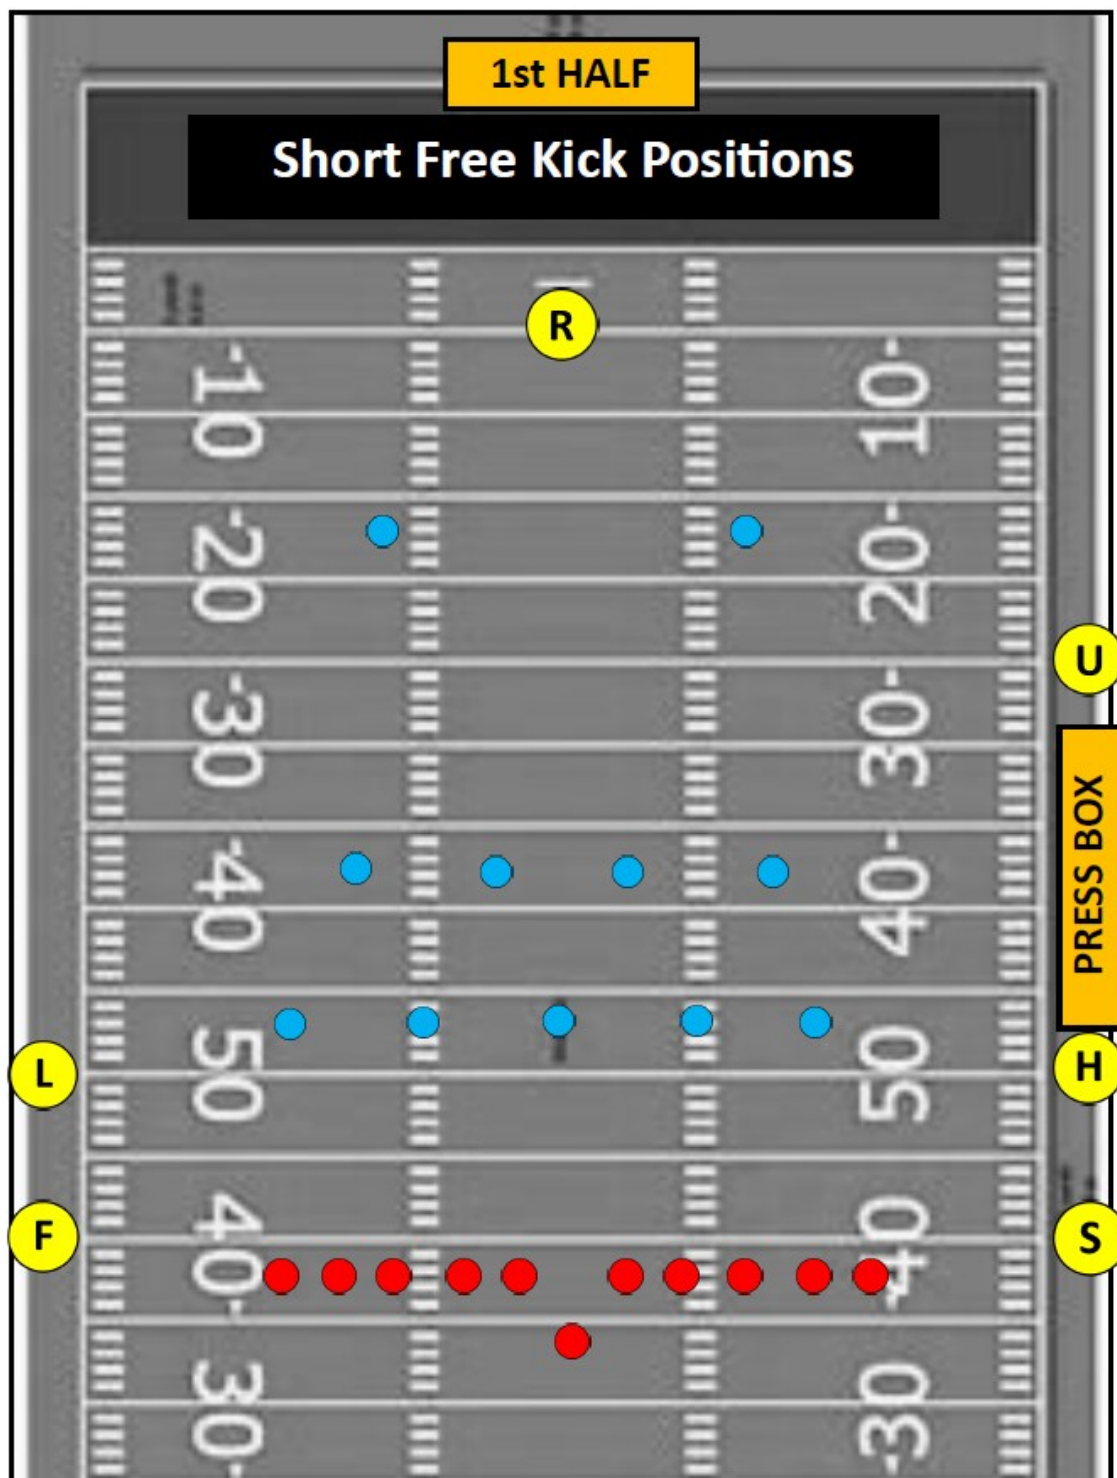 1st HALF
Short Free Kick Positions
R
-10 10-
-20 20-
U
-30 30-
PRESS BOX
-40 40-
50 50
L H
F S
40- -40
30- -30